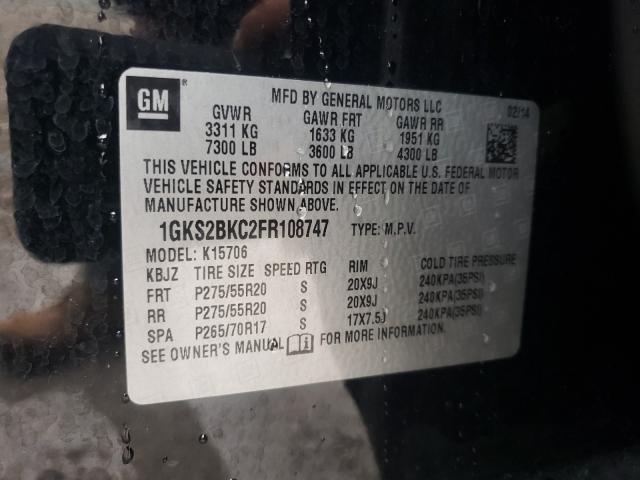 GM ®
MFD BY GENERAL MOTORS LLC
02/14
GVWR GAWR FRT GAWR RR
3311 KG 1633 KG 1951 KG
7300 LB 3600 LB 4300 LB
THIS VEHICLE CONFORMS TO ALL APPLICABLE U.S. FEDERAL MOTOR
VEHICLE SAFETY STANDARDS IN EFFECT ON THE DATE OF
MANUFACTURE SHOWN ABOVE.
1GKS2BKC2FR108747 TYPE: M.P.V.
MODEL: K15706
KBJZ TIRE SIZE SPEED RTG RIM COLD TIRE PRESSURE
FRT P275/55R20 S 20X9J 240KPA(35PSI)
RR P275/55R20 S 20X9J 240KPA(35PSI)
SPA P265/70R17 S 17X7.5J 240KPA(35PSI)
SEE OWNER'S MANUAL i FOR MORE INFORMATION.